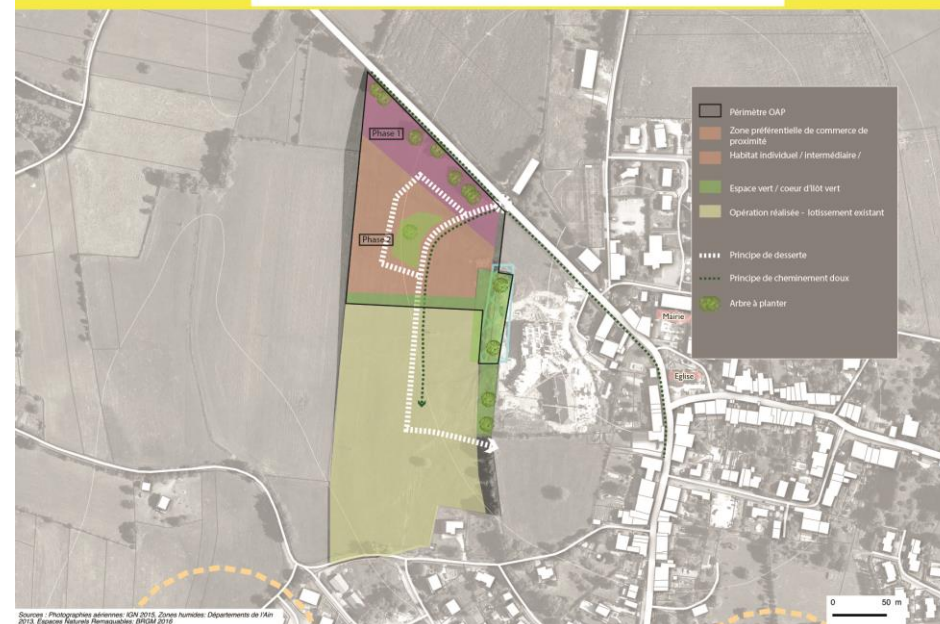 Périmètre OAP
Zone préférentielle de commerce de
proximité
Habitat individuel / intermédiaire /
Espace vert / coeur d'îlôt vert
Opération réalisée - lotissement existant
Principe de desserte
Principe de cheminement doux
Arbre à planter
Phase 1
Phase 2
Mairie
Eglise
0 50 m
Sources : Photographies aériennes: IGN 2015, Zones humides: Départements de l'Ain
2013, Espaces Naturels Remaquables: BRGM 2016